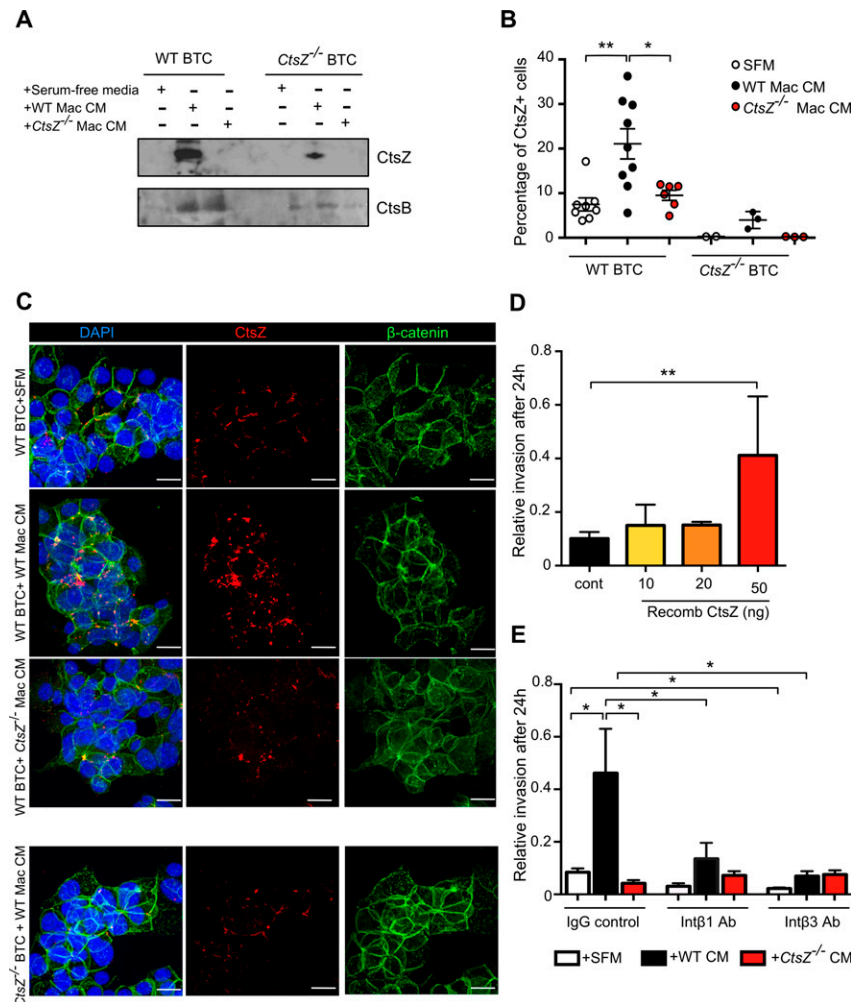 A
WT BTC CtsZ-/- BTC
+Serum-free media + – – + – –
+WT Mac CM – + – – + –
+CtsZ-/- Mac CM – – + – – +
CtsZ
CtsB
B
Percentage of CtsZ+ cells
40
30
20
10
0
** *
SFM
WT Mac CM
CtsZ-/- Mac CM
WT BTC CtsZ-/- BTC
C
DAPI CtsZ β-catenin
WT BTC+SFM
WT BTC+ WT Mac CM
WT BTC+ CtsZ-/- Mac CM
CtsZ-/- BTC + WT Mac CM
D
Relative invasion after 24h
0.8
0.6
0.4
0.2
0
**
cont 10 20 50
Recomb CtsZ (ng)
E
Relative invasion after 24h
0.8
0.6
0.4
0.2
0.0
*
*
*
* *
IgG control Intβ1 Ab Intβ3 Ab
+SFM +WT CM +CtsZ-/- CM